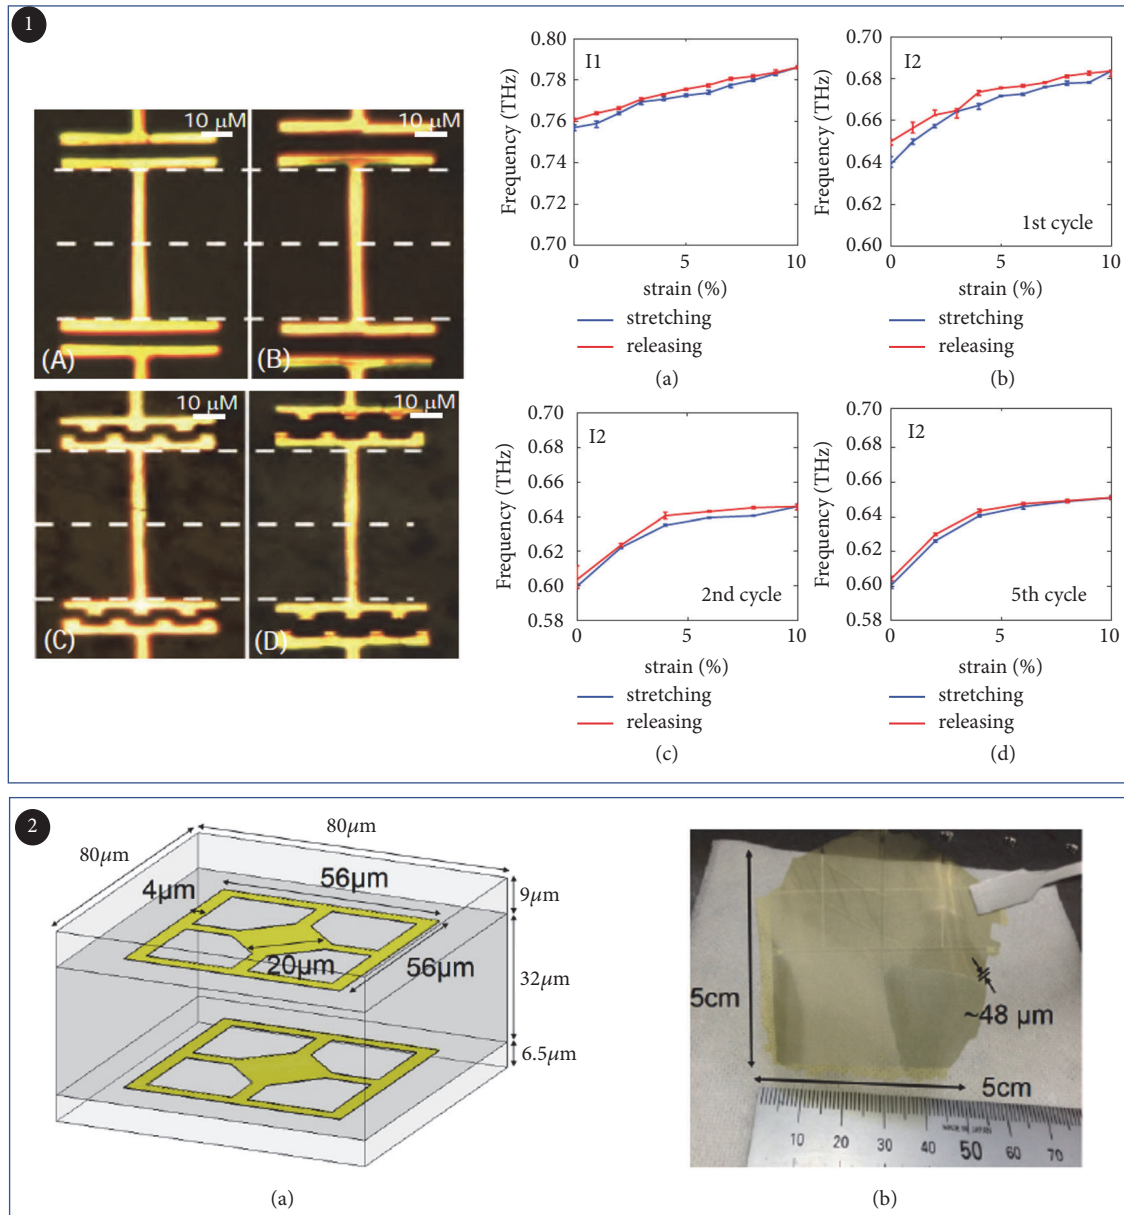 1
10 μM
10 μM
(A)
(B)
10 μM
10 μM
(C)
(D)
0.80
0.78
0.76
0.74
0.72
0.70
Frequency (THz)
I1
0
5
10
strain (%)
stretching
releasing
(a)
0.70
0.68
0.66
0.64
0.62
0.60
Frequency (THz)
I2
1st cycle
0
5
10
strain (%)
stretching
releasing
(b)
0.70
0.68
0.66
0.64
0.62
0.60
0.58
Frequency (THz)
I2
2nd cycle
0
5
10
strain (%)
stretching
releasing
(c)
0.70
0.68
0.66
0.64
0.62
0.60
0.58
Frequency (THz)
I2
5th cycle
0
5
10
strain (%)
stretching
releasing
(d)
2
80μm
80μm
56μm
4μm
9μm
20μm
56μm
32μm
6.5μm
(a)
5cm
~48 μm
5cm
MADE IN JAPAN
10 20 30 40 50 60 70
(b)